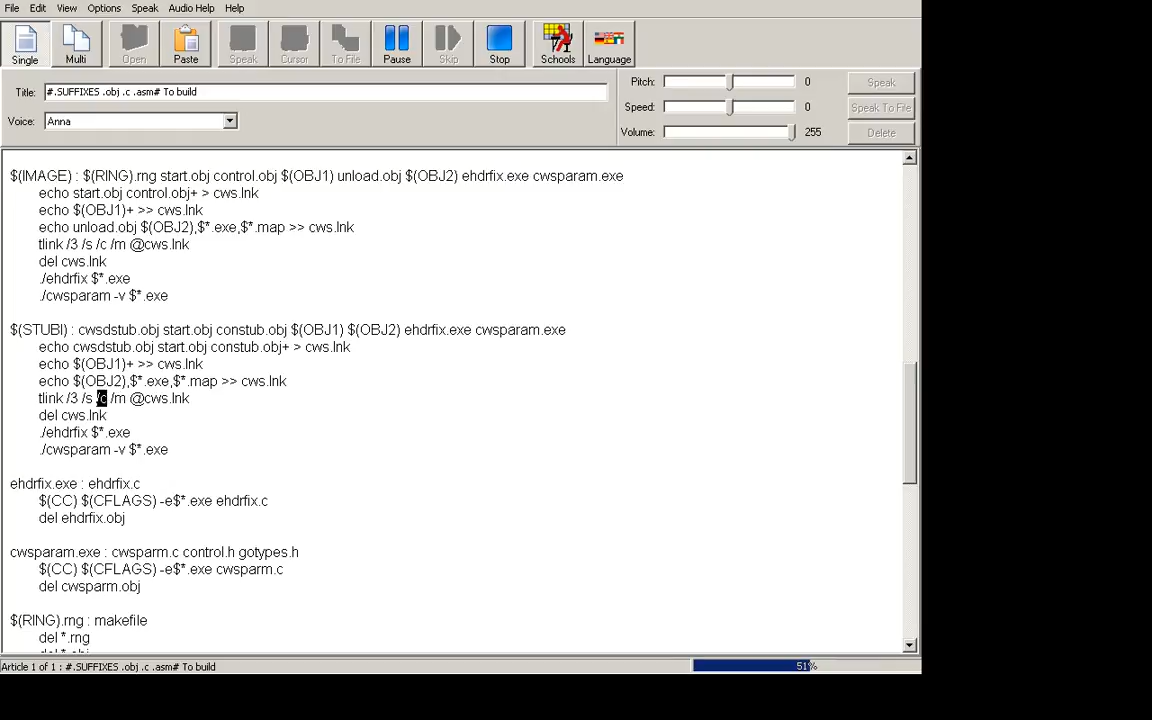 File Edit View Options Speak Audio Help Help
Single Multi Open Paste Speak Cursor To File Pause Skip Stop Schools Language
Title: #.SUFFIXES .obj .c .asm# To build
Voice: Anna
Pitch: 0 Speak
Speed: 0 Speak To File
Volume: 255 Delete
$(IMAGE) : $(RING).rng start.obj control.obj $(OBJ1) unload.obj $(OBJ2) ehdrfix.exe cwsparam.exe
echo start.obj control.obj+ > cws.lnk
echo $(OBJ1)+ >> cws.lnk
echo unload.obj $(OBJ2),$*.exe,$*.map >> cws.lnk
tlink /3 /s /c /m @cws.lnk
del cws.lnk
./ehdrfix $*.exe
./cwsparam -v $*.exe
$(STUBI) : cwsdstub.obj start.obj constub.obj $(OBJ1) $(OBJ2) ehdrfix.exe cwsparam.exe
echo cwsdstub.obj start.obj constub.obj+ > cws.lnk
echo $(OBJ1)+ >> cws.lnk
echo $(OBJ2),$*.exe,$*.map >> cws.lnk
tlink /3 /s /c /m @cws.lnk
del cws.lnk
./ehdrfix $*.exe
./cwsparam -v $*.exe
ehdrfix.exe : ehdrfix.c
$(CC) $(CFLAGS) -e$*.exe ehdrfix.c
del ehdrfix.obj
cwsparam.exe : cwsparm.c control.h gotypes.h
$(CC) $(CFLAGS) -e$*.exe cwsparm.c
del cwsparm.obj
$(RING).rng : makefile
del *.rng
del *.obj
Article 1 of 1 : #.SUFFIXES .obj .c .asm# To build 51%